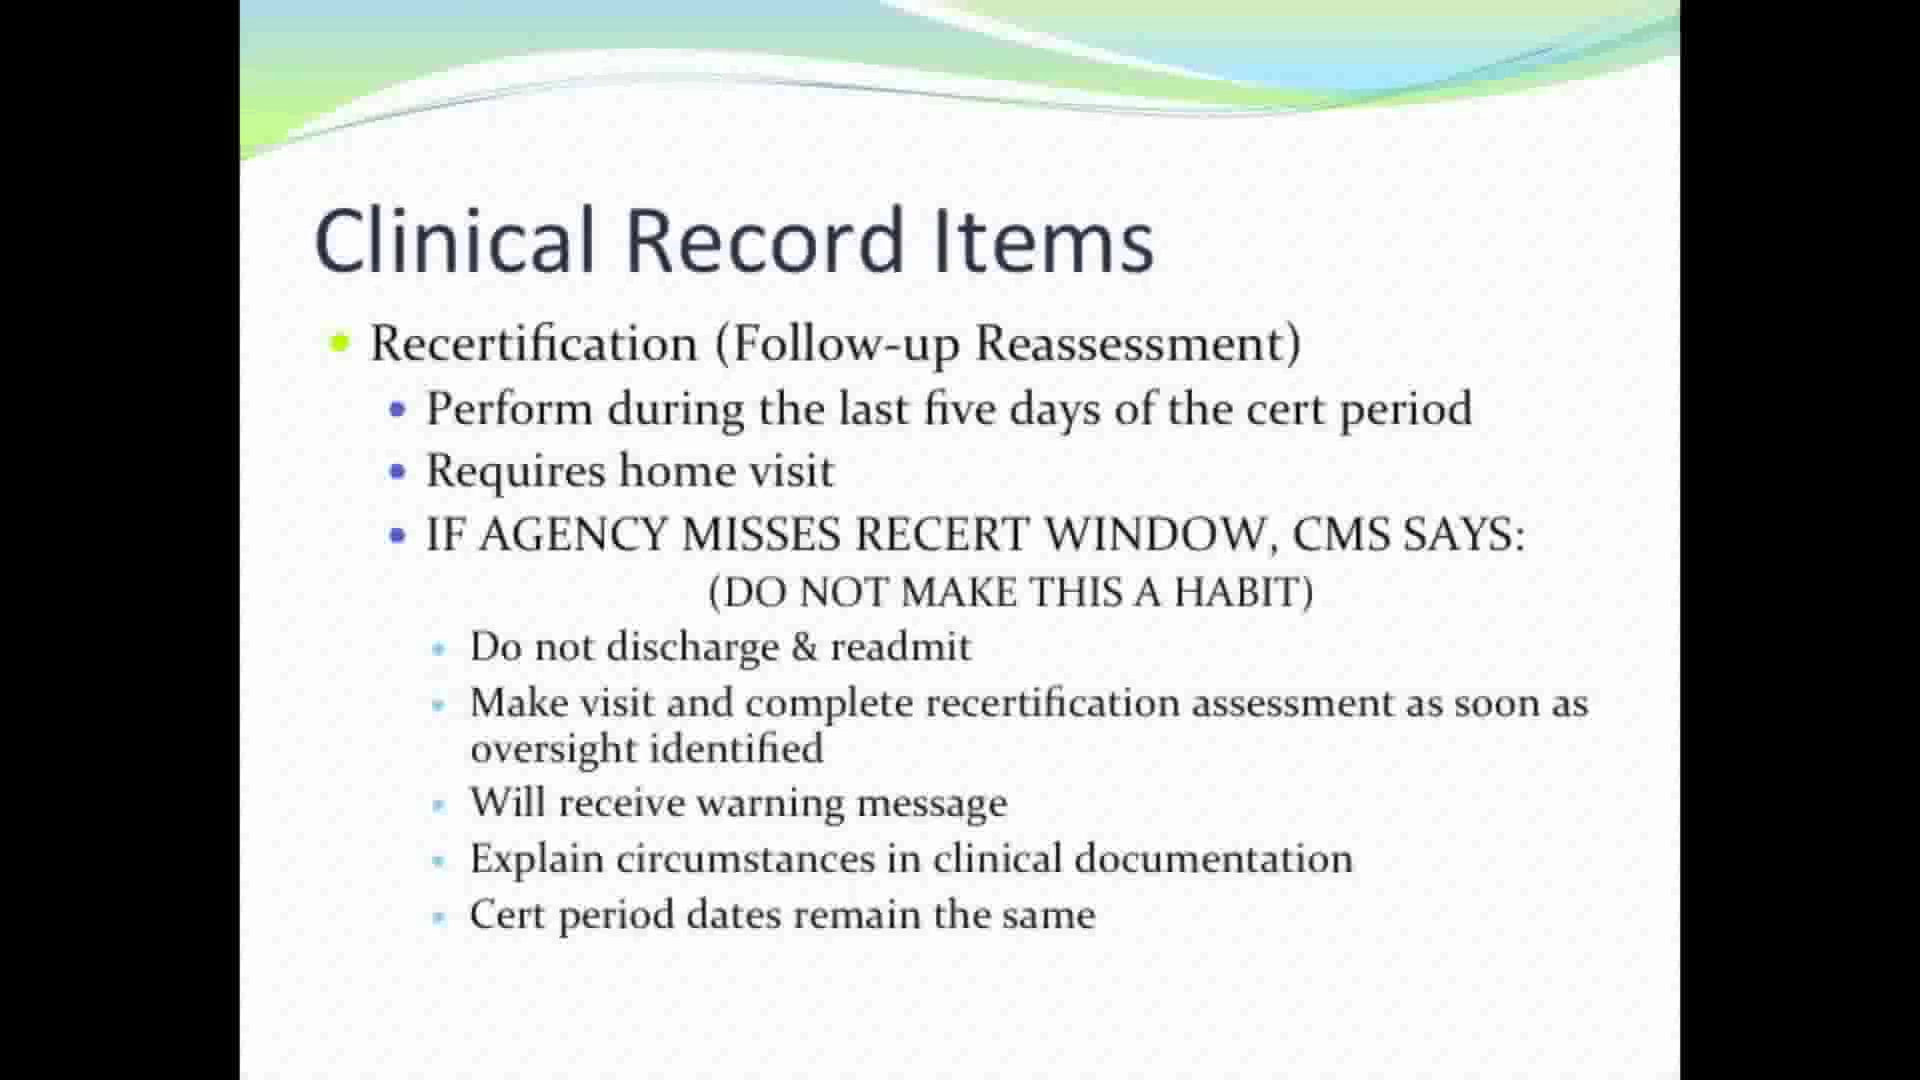 Clinical Record Items
• Recertification (Follow-up Reassessment)
• Perform during the last five days of the cert period
• Requires home visit
• IF AGENCY MISSES RECERT WINDOW, CMS SAYS:
(DO NOT MAKE THIS A HABIT)
• Do not discharge & readmit
• Make visit and complete recertification assessment as soon as
oversight identified
• Will receive warning message
• Explain circumstances in clinical documentation
• Cert period dates remain the same